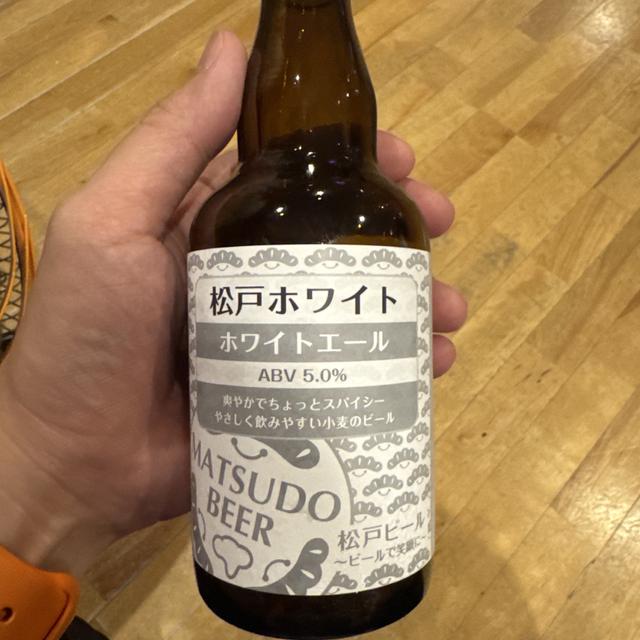 松戸ホワイト
ホワイトエール
ABV 5.0%
爽やかでちょっとスパイシー
やさしく飲みやすい小麦のビール
MATSUDO
BEER
松戸ビール
～ビールで笑顔に